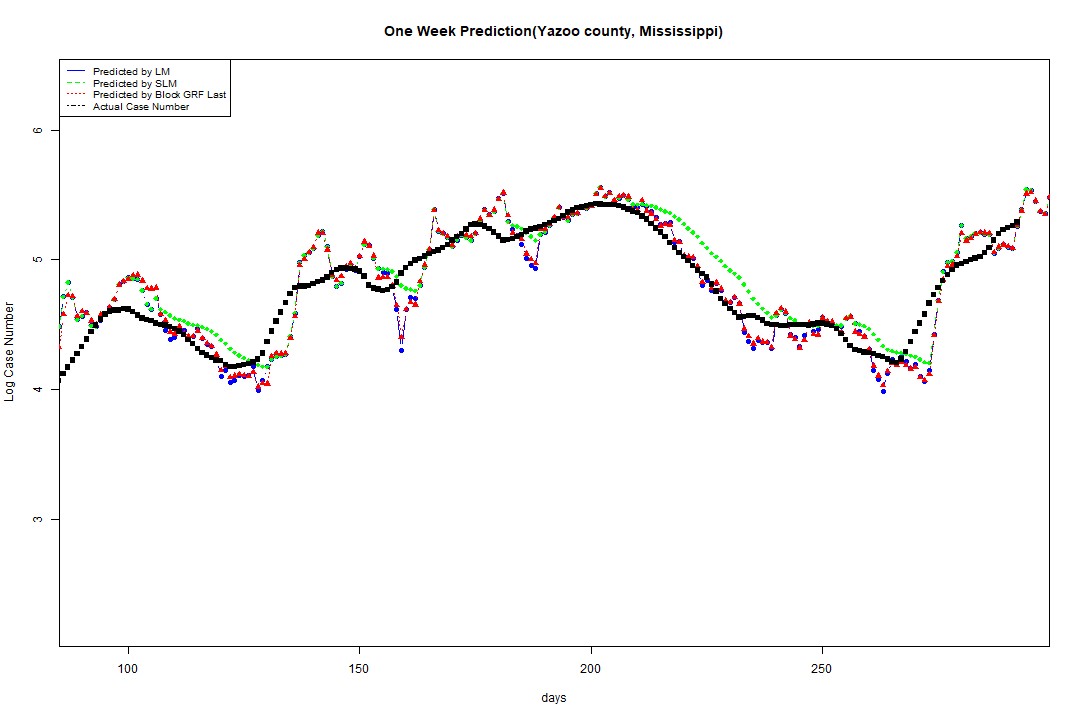 One Week Prediction(Yazoo county, Mississippi)
Predicted by LM
Predicted by SLM
Predicted by Block GRF Last
Actual Case Number
6
5
4
3
Log Case Number
100 150 200 250
days